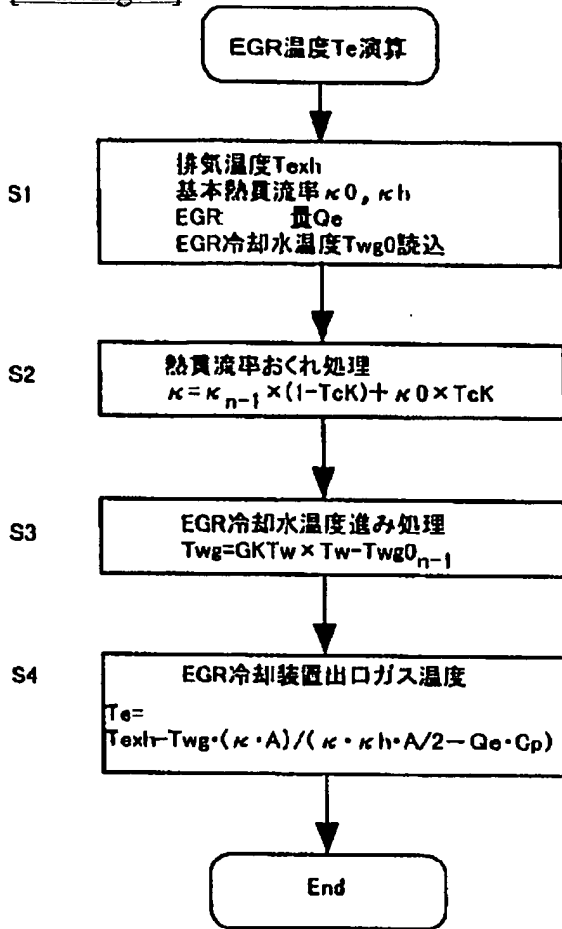 EGR温度Te演算
S1
排気温度Texh
基本熱貫流率κ0, κh
EGR 量Qe
EGR冷却水温度Twg0読込
S2
熱貫流率おくれ処理
κ=κn-1×(1-TcK)+κ0×TcK
S3
EGR冷却水温度進み処理
Twg=GKTw×Tw-Twg0n-1
S4
EGR冷却装置出口ガス温度
Te=
Texh-Twg・(κ・A)/(κ・κh・A/2-Qe・Cp)
End